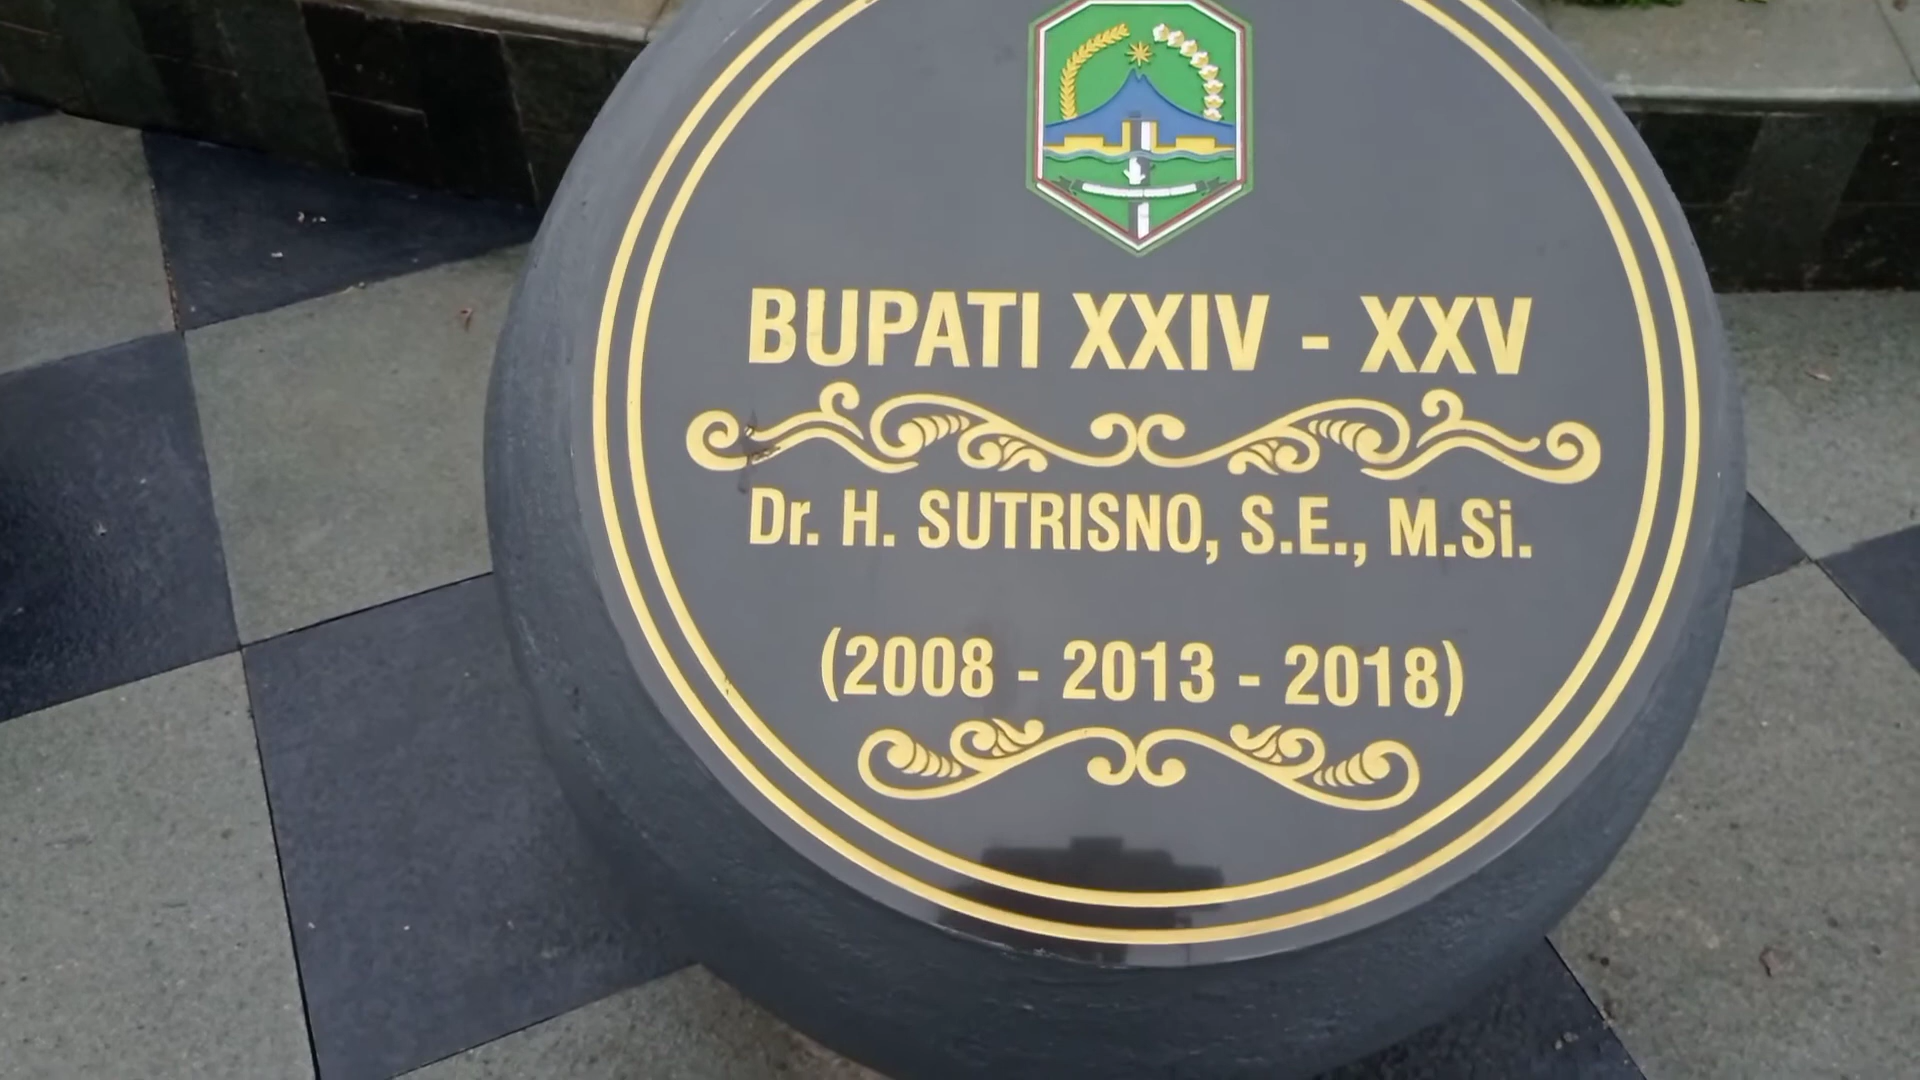 BUPATI XXIV - XXV
Dr. H. SUTRISNO, S.E., M.Si.
(2008 - 2013 - 2018)